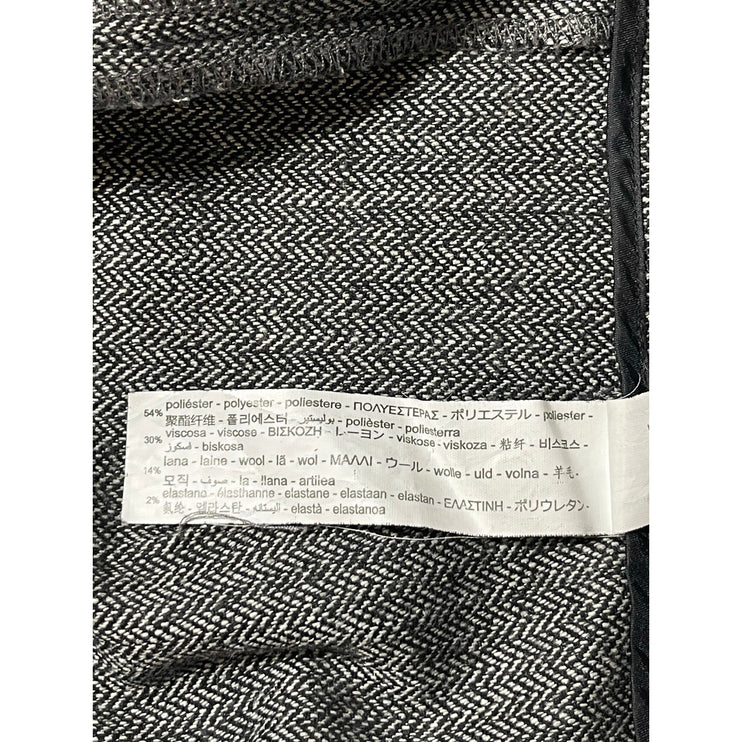 54% poliéster - polyester - poliestere - ΠΟΛΥΕΣΤΕΡΑΣ - ポリエステル - poliester -
聚酯纤维 - 폴리에스터 - بوليستير - polièster - poliesterra
30% viscosa - viscose - ΒΙΣΚΟΖΗ - レーヨン - viskose - viskoza - 粘纤 - 비스코스 -
فسكوز - biskosa
14% lana - laine - wool - lã - wol - ΜΑΛΛΙ - ウール - wolle - uld - volna - 羊毛 -
모직 - صوف - la - llana - artilea
2% elastano - élasthanne - elastane - elastaan - elastan - ΕΛΑΣΤΙΝΗ - ポリウレタン -
氨纶 - 엘라스탄 - اليستاله - elastà - elastanoa